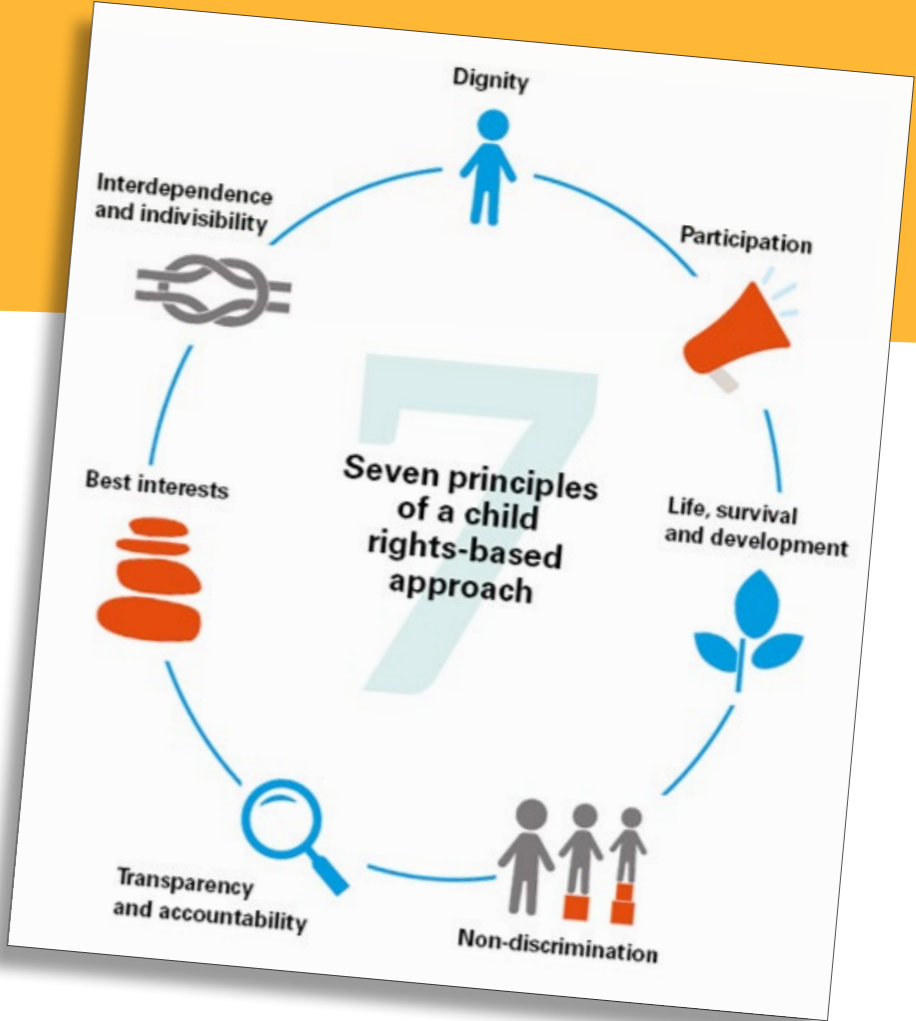 Dignity
Participation
Life, survival
and development
Non-discrimination
Transparency
and accountability
Best interests
Interdependence
and indivisibility
7
Seven principles
of a child
rights-based
approach